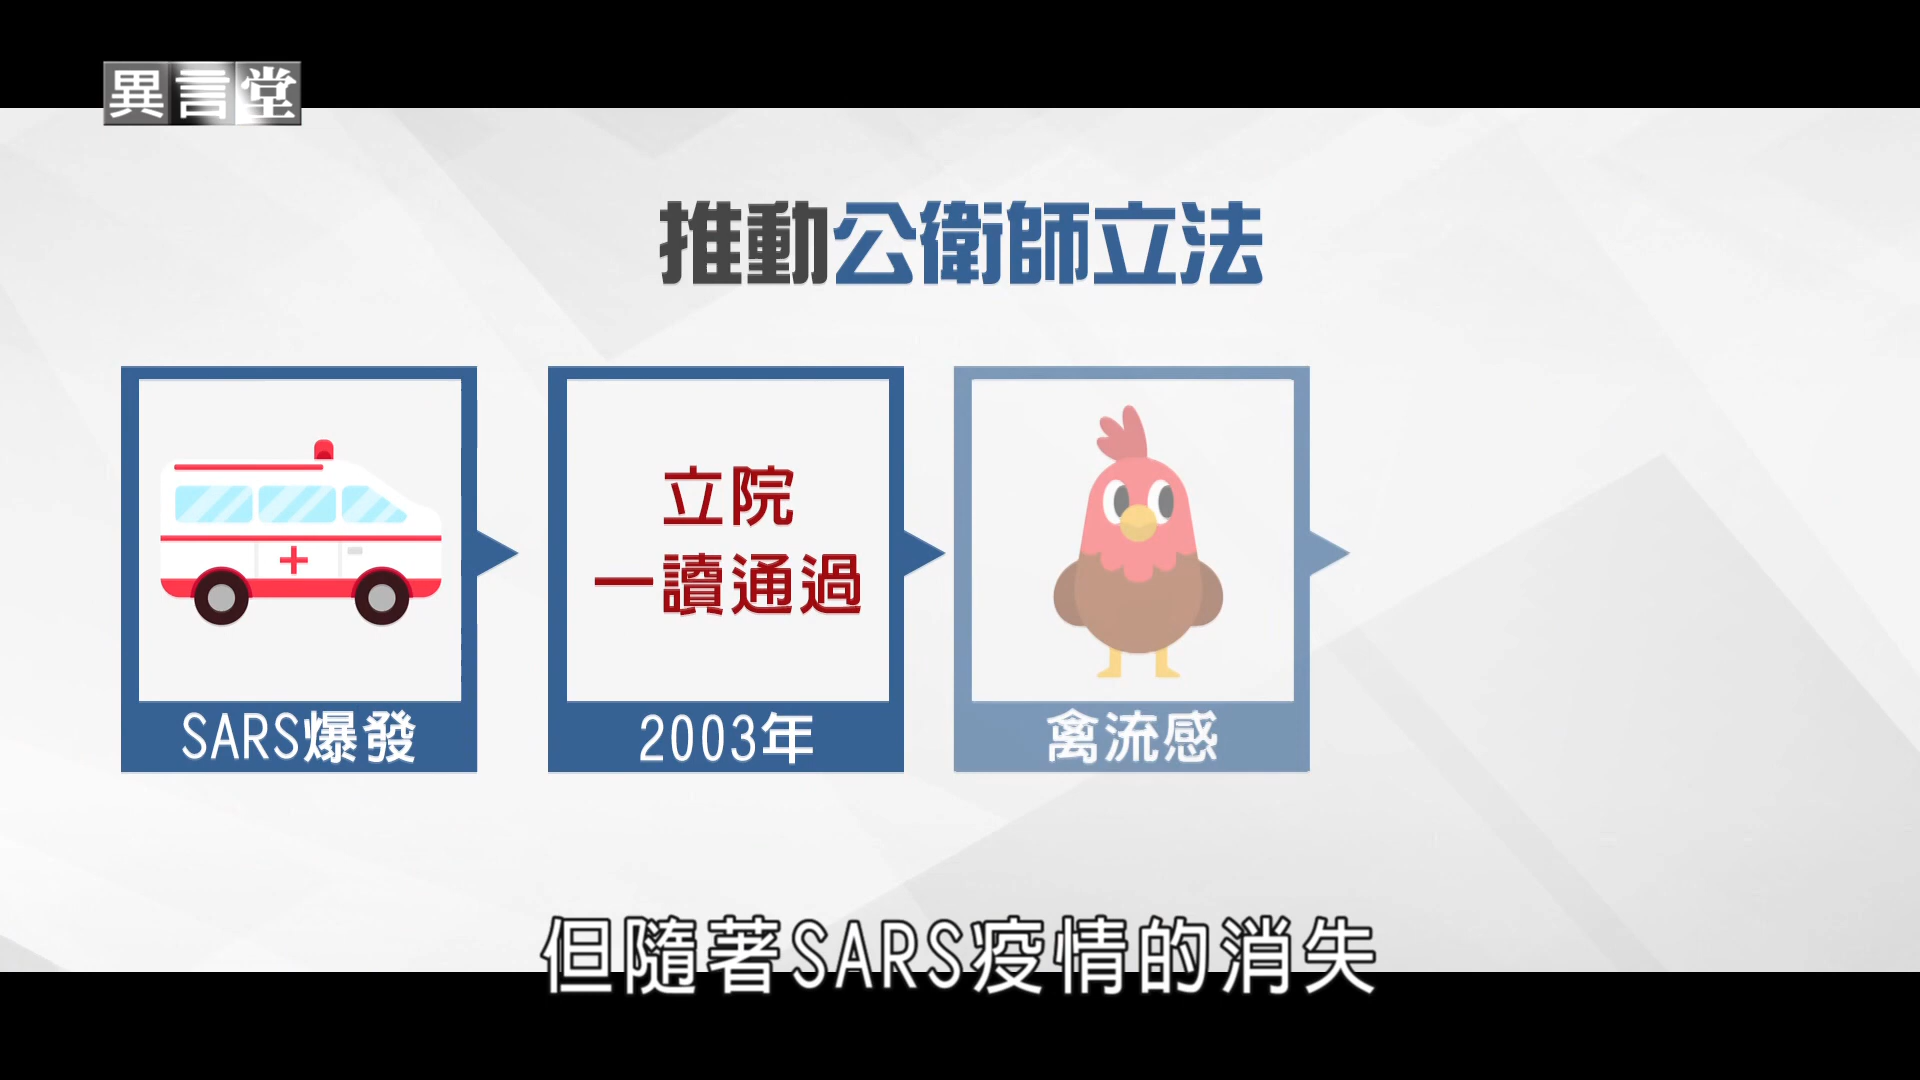 異言堂
推動公衛師立法
立院
一讀通過
SARS爆發
2003年
禽流感
但隨著SARS疫情的消失